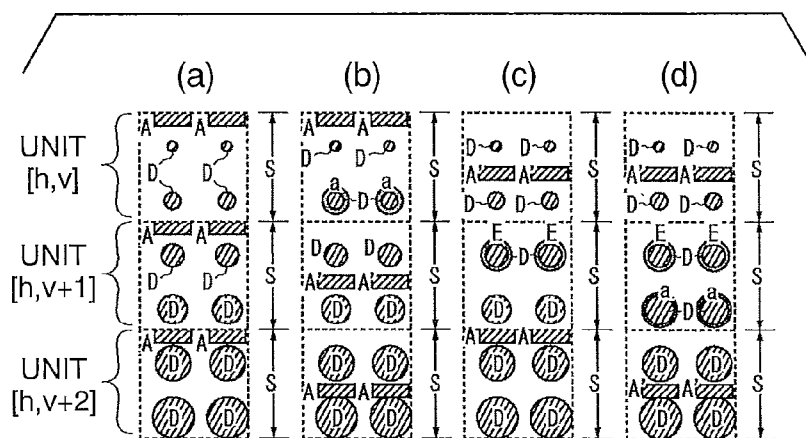 (a) (b) (c) (d)
UNIT [h,v]
A A S A A S S S
D D D D D D
D
A' A' A' A'
a a
D D D D D
UNIT [h,v+1]
A A S S E E S E E S
D D D D
D
A' A'
a a
D D D D D D D
UNIT [h,v+2]
A A S S A A S S
D D D D D D D D
A' A' A' A'
D D D D D D D D